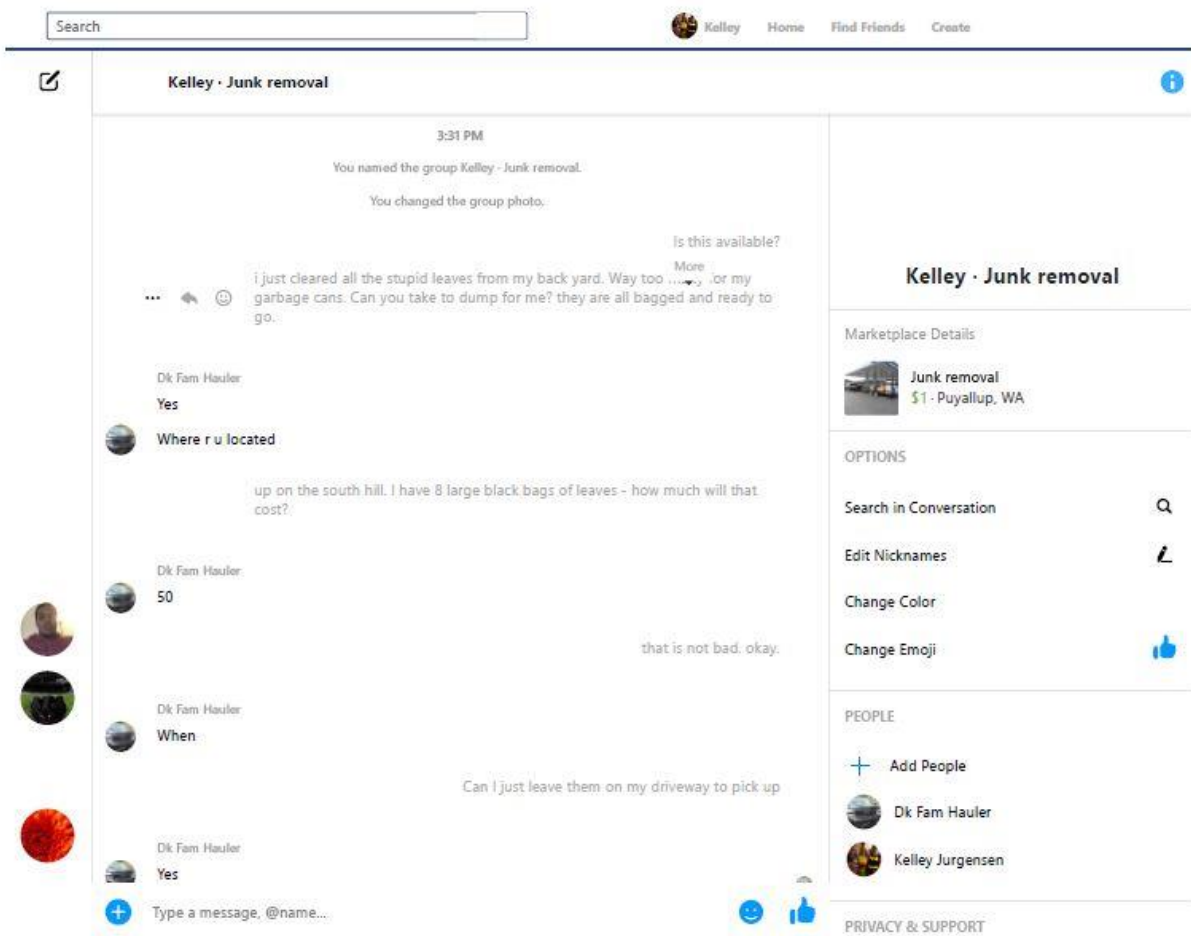 Search
Kelley
Home
Find Friends
Create
Kelley · Junk removal
3:31 PM
You named the group Kelley - Junk removal.
You changed the group photo.
Is this available?
More
i just cleared all the stupid leaves from my back yard. Way too my
garbage cans. Can you take to dump for me? they are all bagged and ready to
go.
Dk Fam Hauler
Yes
Where r u located
up on the south hill. I have 8 large black bags of leaves - how much will that
cost?
Dk Fam Hauler
50
that is not bad. okay.
Dk Fam Hauler
When
Can I just leave them on my driveway to pick up
Dk Fam Hauler
Yes
Type a message, @name...
Kelley · Junk removal
Marketplace Details
Junk removal
$1 · Puyallup, WA
OPTIONS
Search in Conversation
Edit Nicknames
Change Color
Change Emoji
PEOPLE
Add People
Dk Fam Hauler
Kelley Jurgensen
PRIVACY & SUPPORT